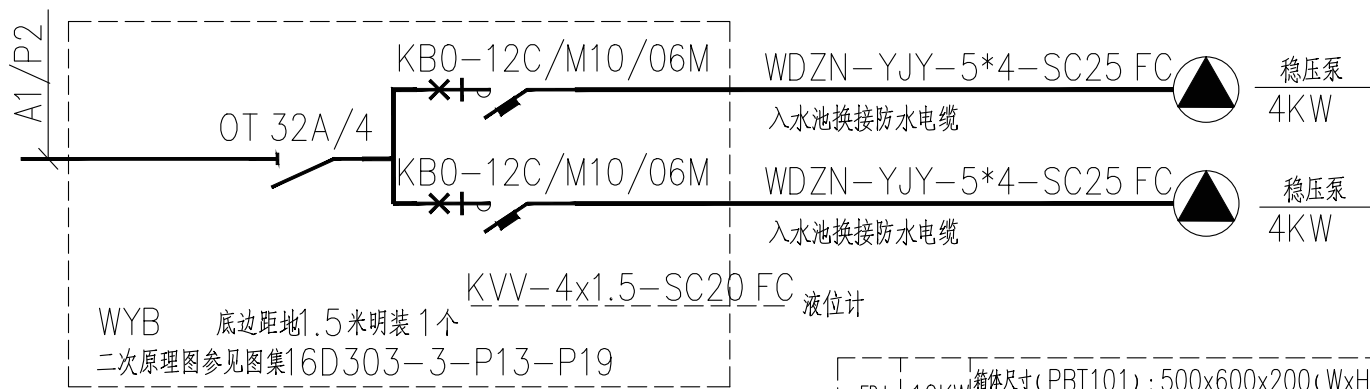 A1/P2
OT 32A/4
KB0-12C/M10/06M
WDZN-YJY-5*4-SC25 FC
入水池换接防水电缆
稳压泵
4KW
KB0-12C/M10/06M
WDZN-YJY-5*4-SC25 FC
入水池换接防水电缆
稳压泵
4KW
KVV-4x1.5-SC20 FC 液位计
WYB 底边距地1.5米明装1个
二次原理图参见图集16D303-3-P13-P19
箱体尺寸(PBT101):500x600x200(WxH